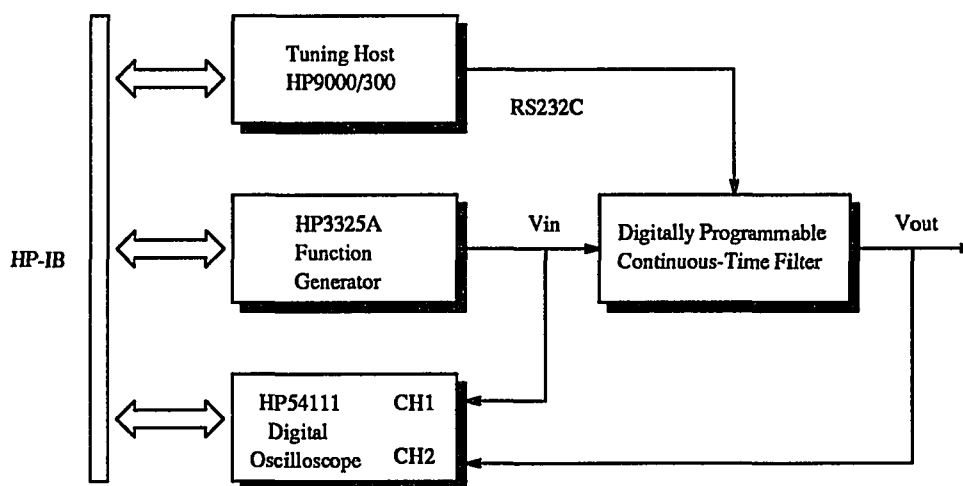 Tuning Host
HP9000/300
RS232C
HP-IB
HP3325A
Function
Generator
Vin
Digitally Programmable
Continuous-Time Filter
Vout
HP54111
Digital
Oscilloscope
CH1
CH2